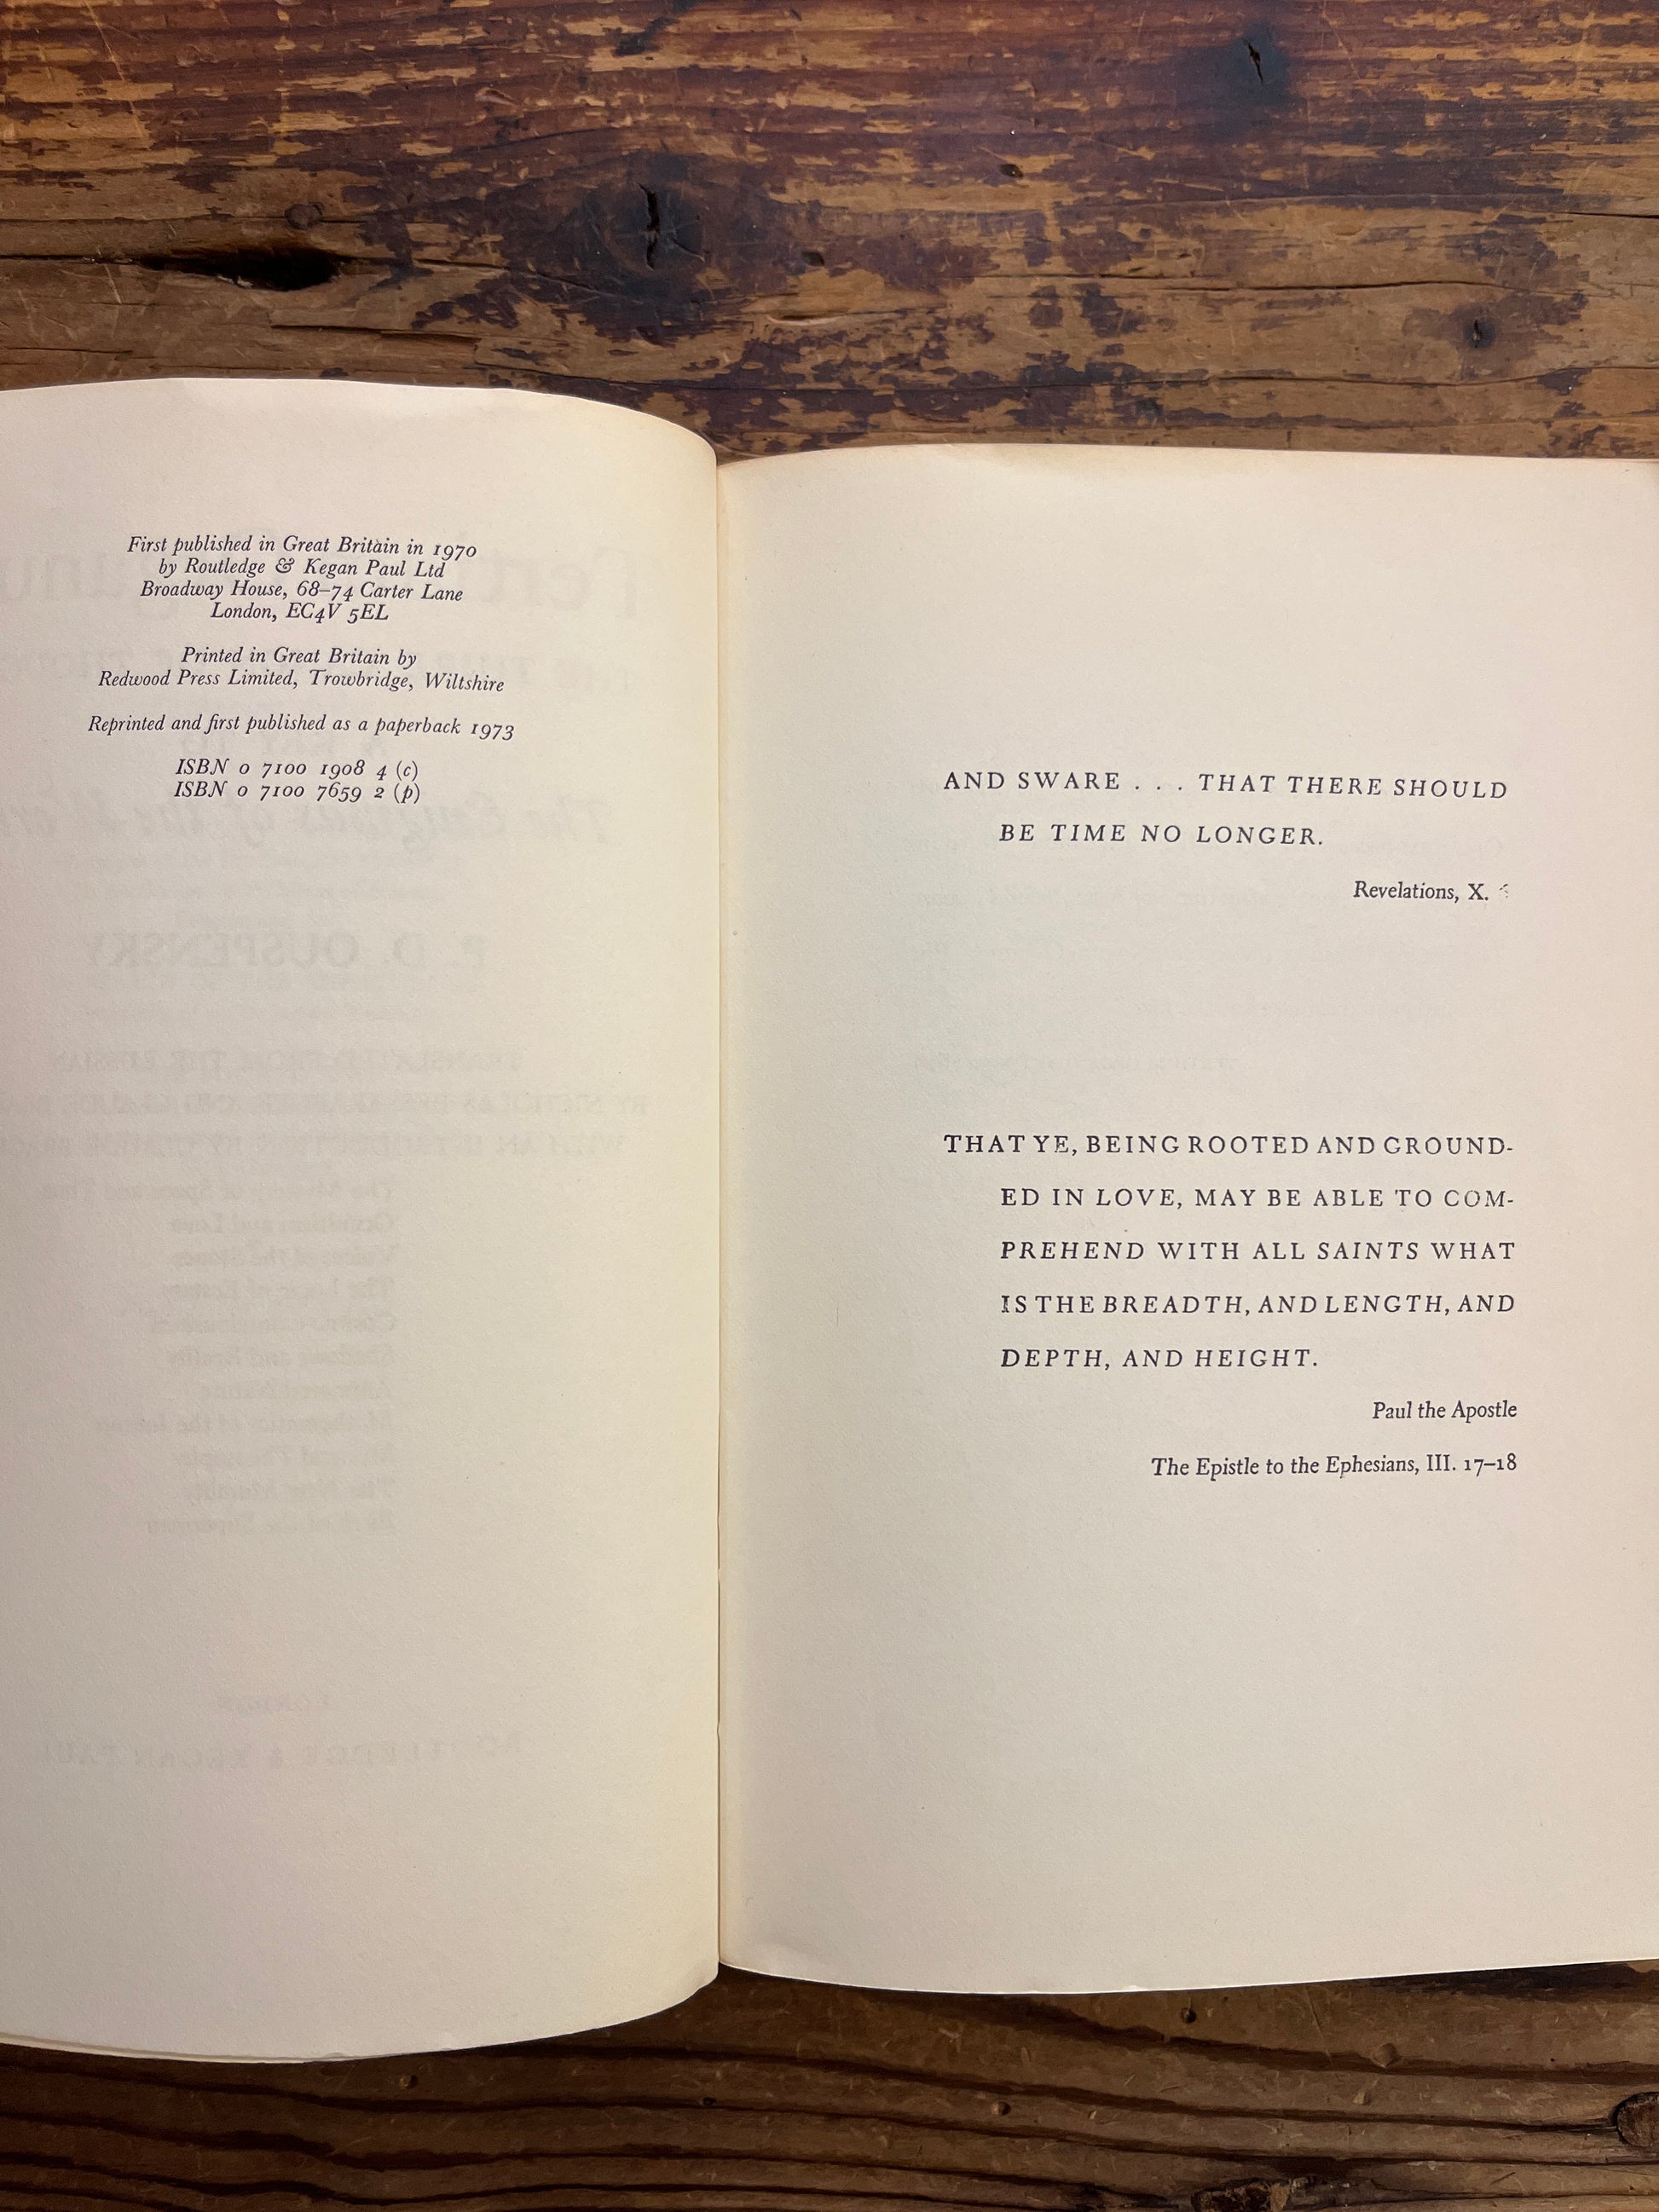 First published in Great Britain in 1970
by Routledge & Kegan Paul Ltd
Broadway House, 68–74 Carter Lane
London, EC4V 5EL
Printed in Great Britain by
Redwood Press Limited, Trowbridge, Wiltshire
Reprinted and first published as a paperback 1973
ISBN 0 7100 1908 4 (c)
ISBN 0 7100 7659 2 (p)
AND SWARE . . . THAT THERE SHOULD
BE TIME NO LONGER.
Revelations, X.
THAT YE, BEING ROOTED AND GROUND-
ED IN LOVE, MAY BE ABLE TO COM-
PREHEND WITH ALL SAINTS WHAT
IS THE BREADTH, AND LENGTH, AND
DEPTH, AND HEIGHT.
Paul the Apostle
The Epistle to the Ephesians, III. 17–18